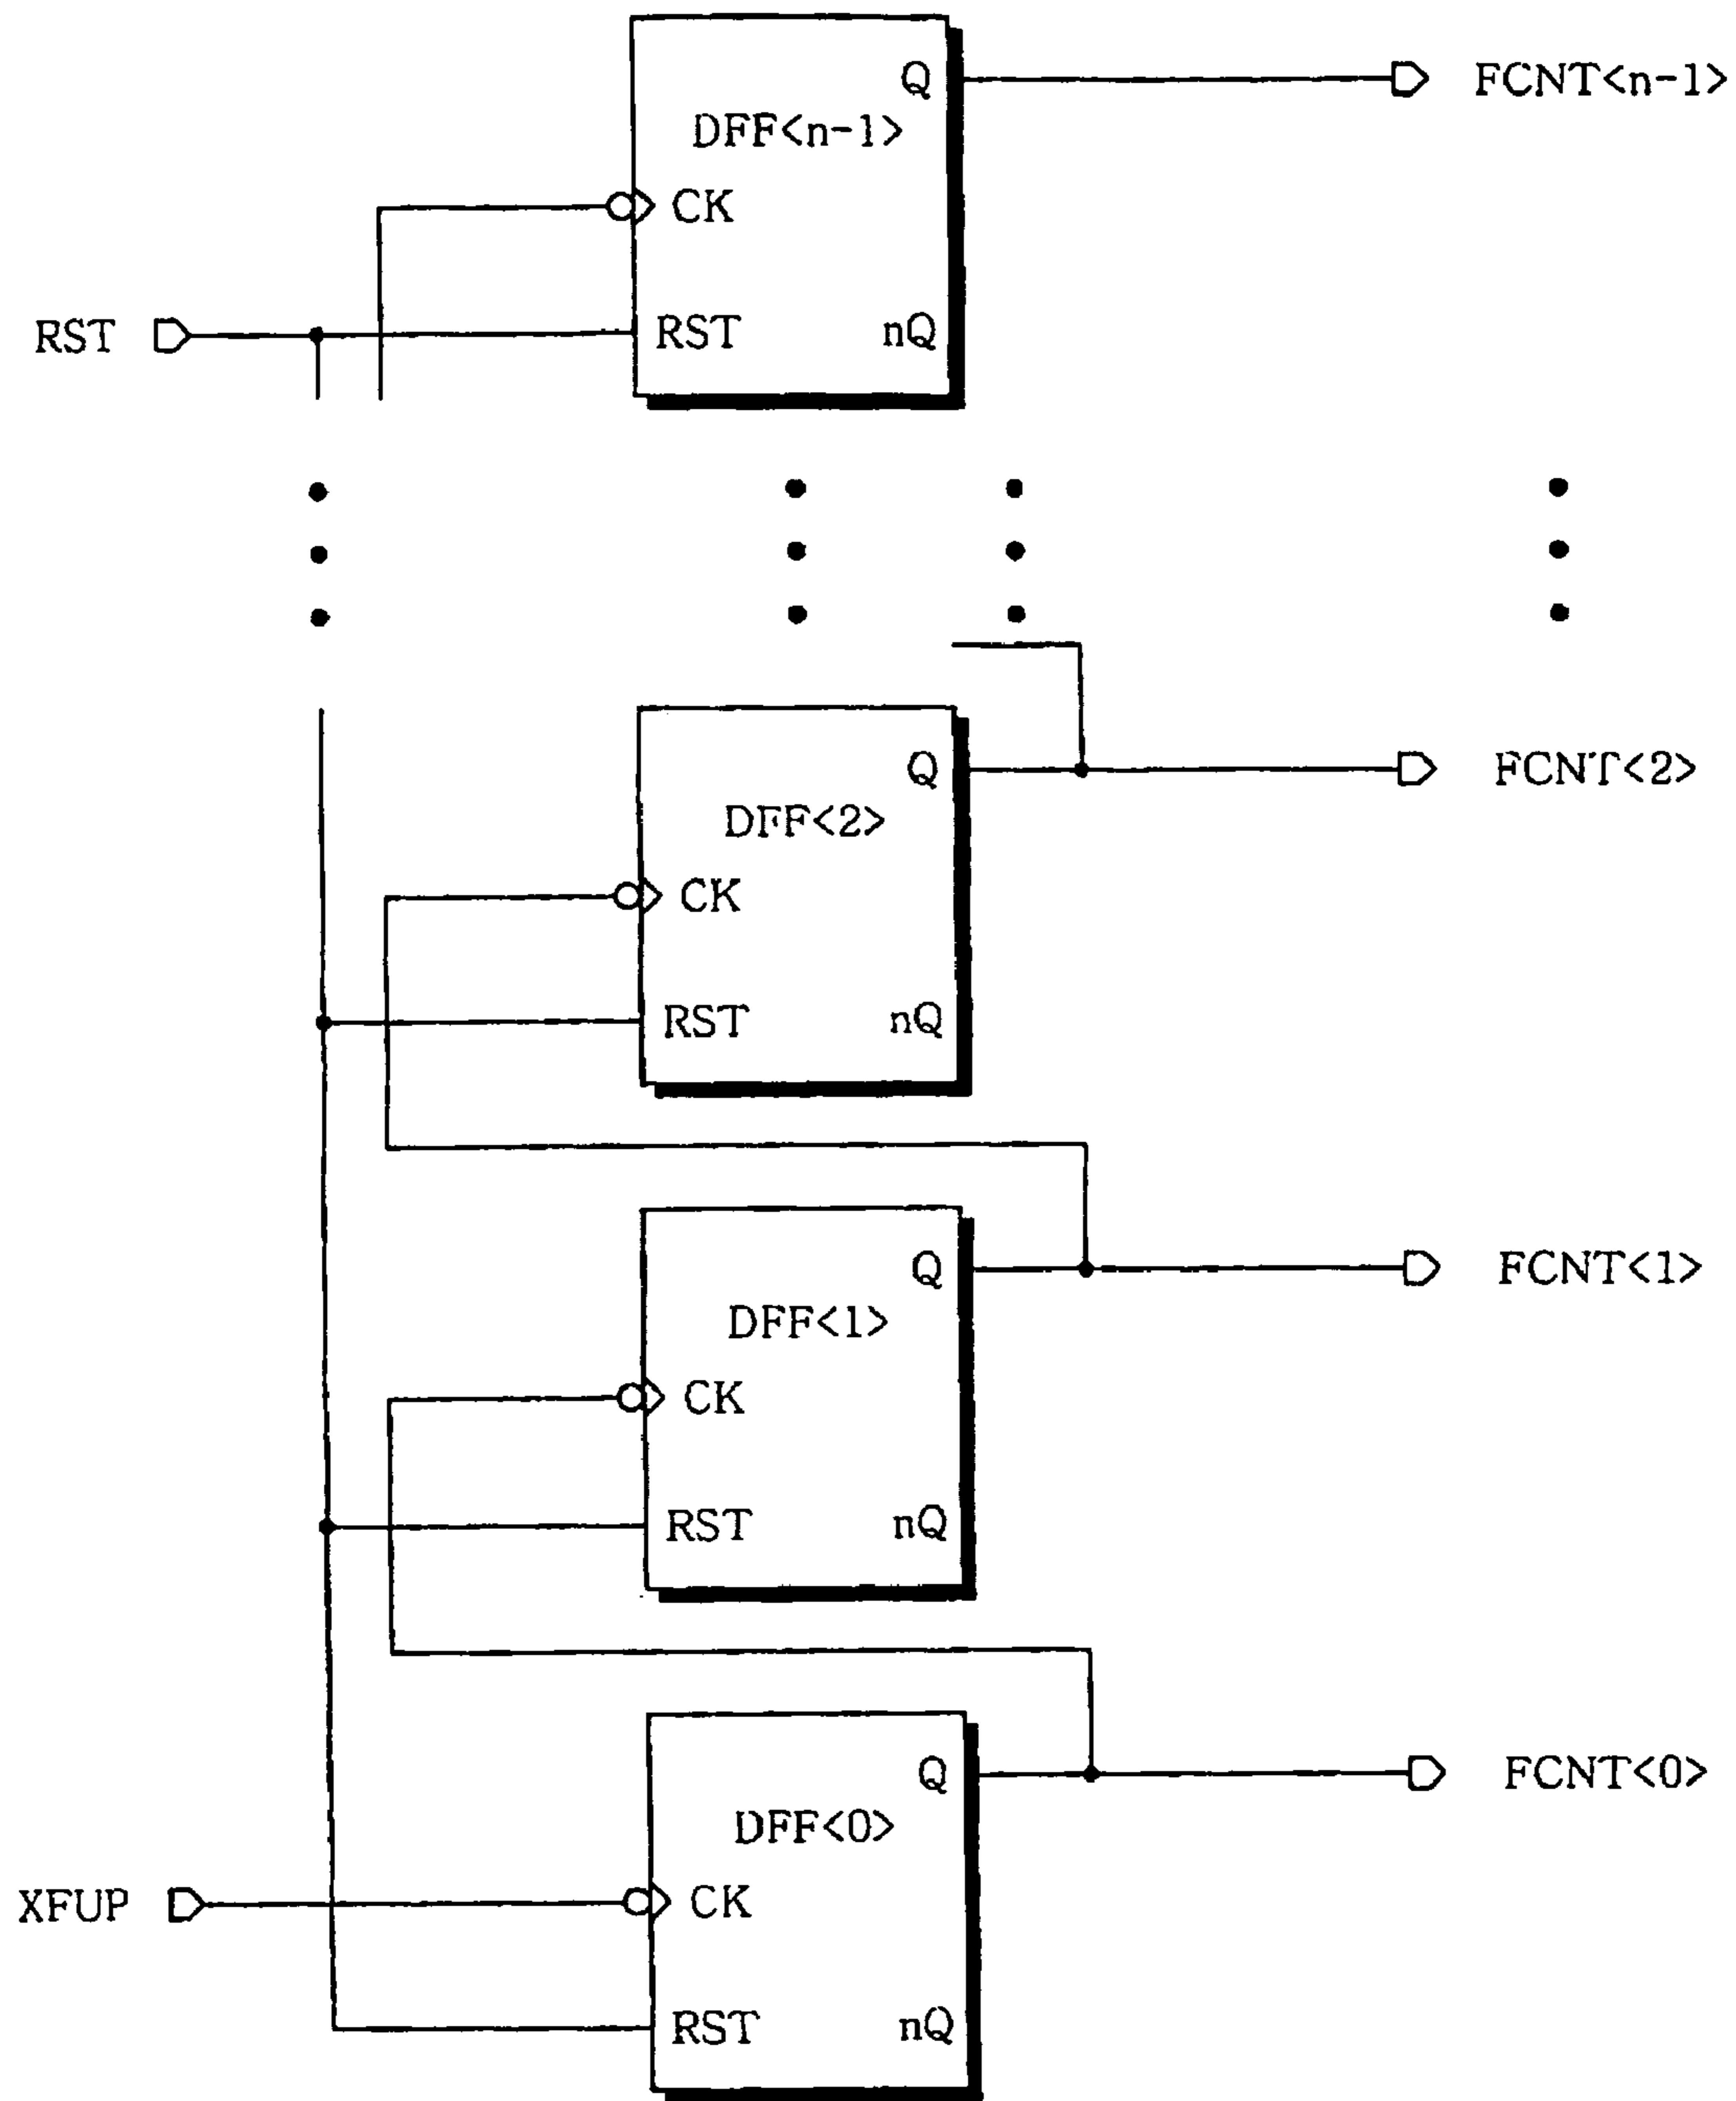 Q
FCNT<n-1>
DFF<n-1>
CK
RST
RST
nQ
Q
FCNT<2>
DFF<2>
CK
RST
nQ
Q
FCNT<1>
DFF<1>
CK
RST
nQ
Q
FCNT<0>
DFF<0>
XFUP
CK
RST
nQ